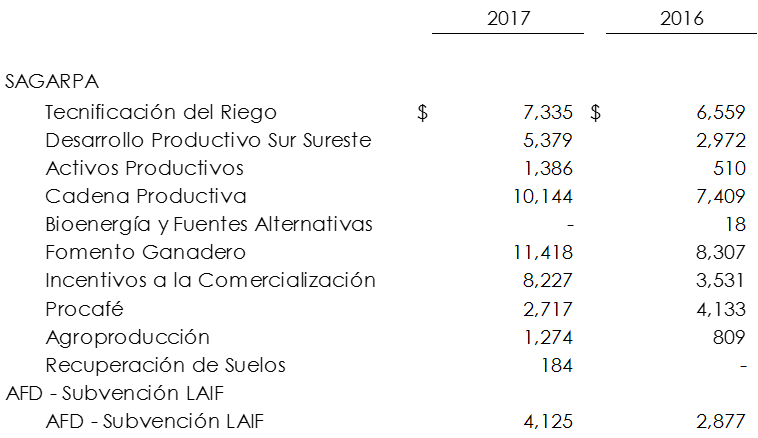 2017 2016
SAGARPA
Tecnificación del Riego $ 7,335 $ 6,559
Desarrollo Productivo Sur Sureste 5,379 2,972
Activos Productivos 1,386 510
Cadena Productiva 10,144 7,409
Bioenergía y Fuentes Alternativas - 18
Fomento Ganadero 11,418 8,307
Incentivos a la Comercialización 8,227 3,531
Procafé 2,717 4,133
Agroproducción 1,274 809
Recuperación de Suelos 184 -
AFD - Subvención LAIF
AFD - Subvención LAIF 4,125 2,877